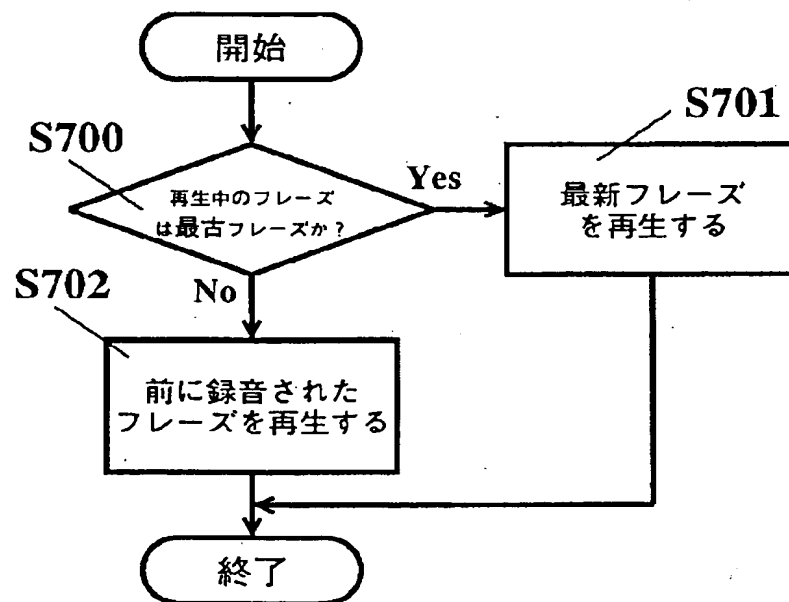 開始
S700
再生中のフレーズ
は最古フレーズか？
Yes
S701
最新フレーズ
を再生する
No
S702
前に録音された
フレーズを再生する
終了